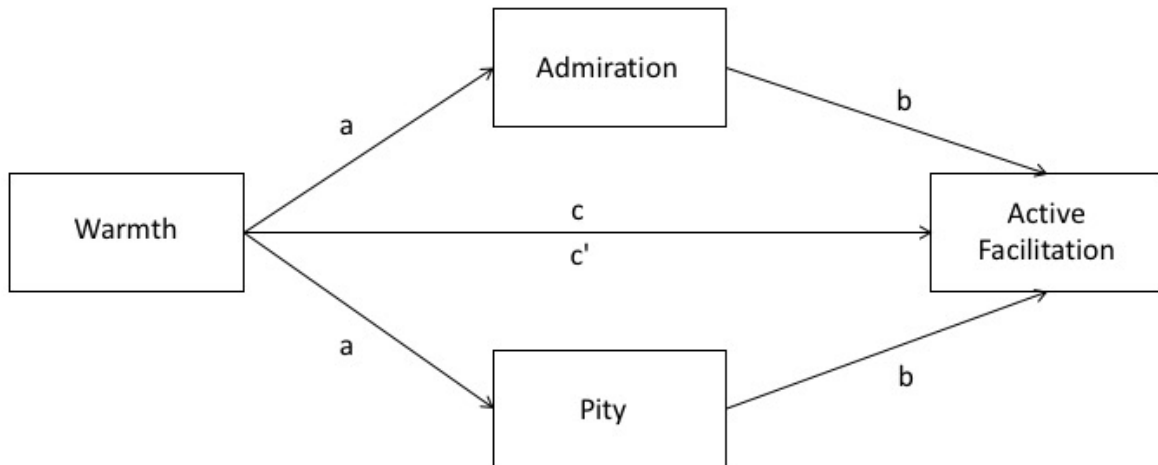 Admiration
a
b
Warmth
c
c'
Active
Facilitation
a
b
Pity